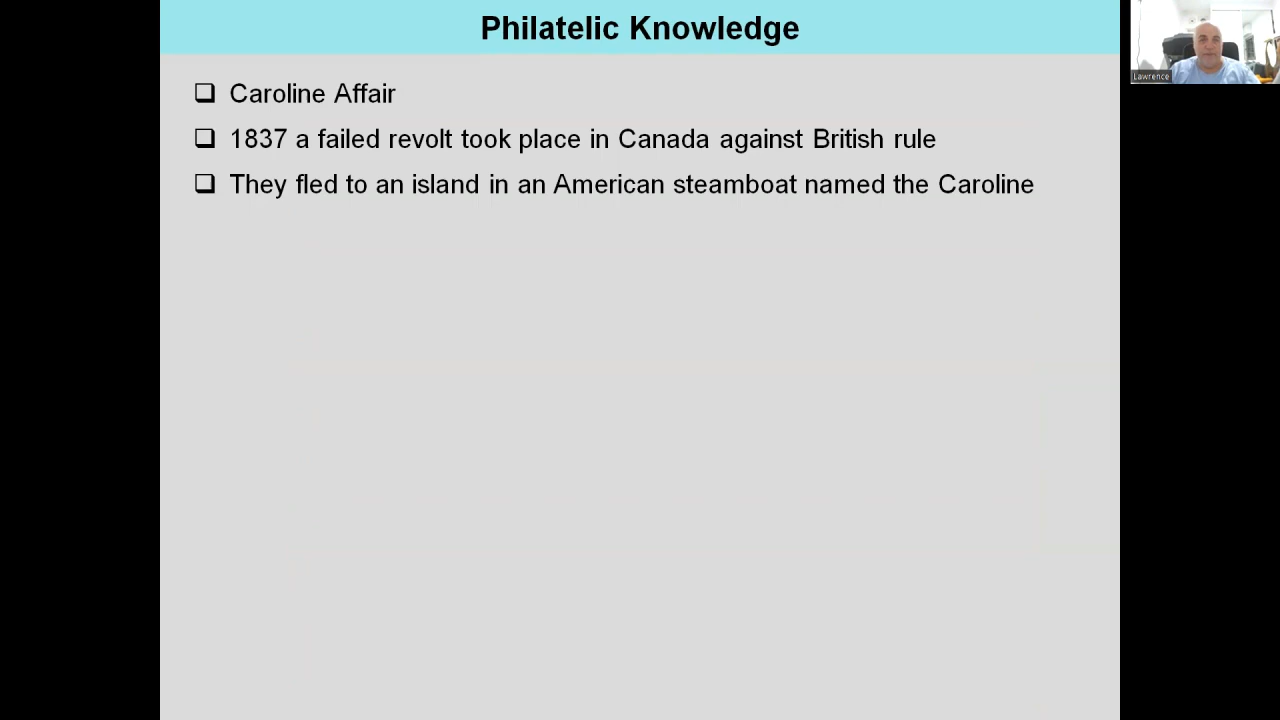 Philatelic Knowledge
Lawrence
Caroline Affair
1837 a failed revolt took place in Canada against British rule
They fled to an island in an American steamboat named the Caroline